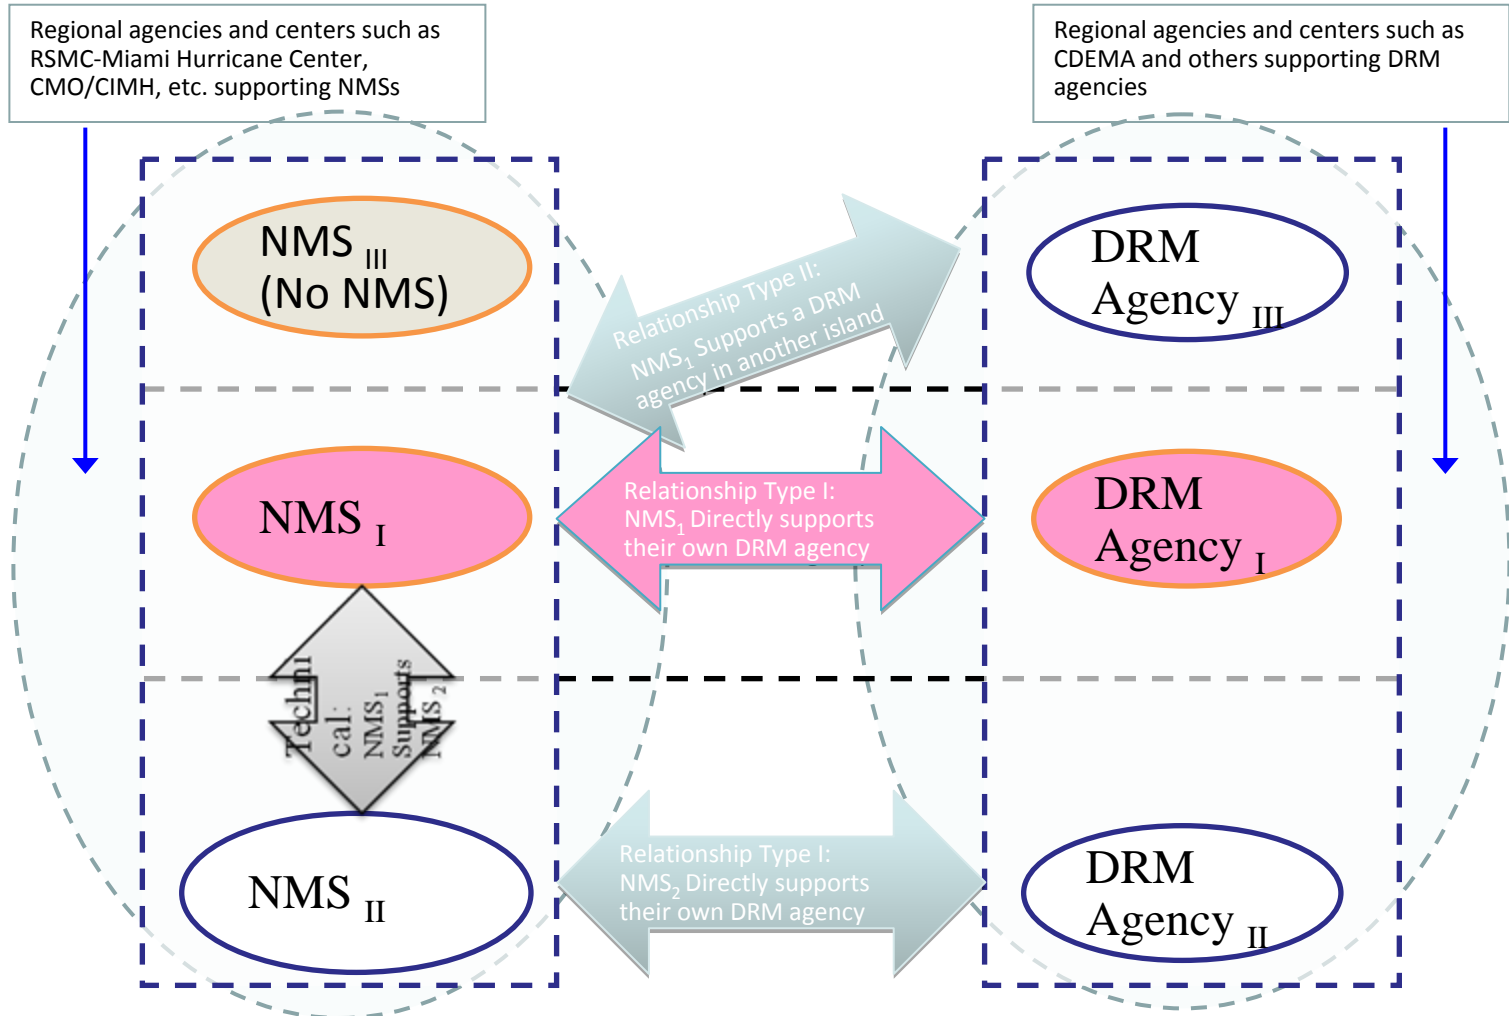 Regional agencies and centers such as
RSMC-Miami Hurricane Center,
CMO/CIMH, etc. supporting NMSs
Regional agencies and centers such as
CDEMA and others supporting DRM
agencies
NMS III
(No NMS)
Relationship Type II:
NMS1 Supports a DRM
agency in another island
DRM
Agency III
NMS I
Relationship Type I:
NMS1 Directly supports
their own DRM agency
DRM
Agency I
Techni
cal:
NMS1
Supports
NMS 2
NMS II
Relationship Type I:
NMS2 Directly supports
their own DRM agency
DRM
Agency II